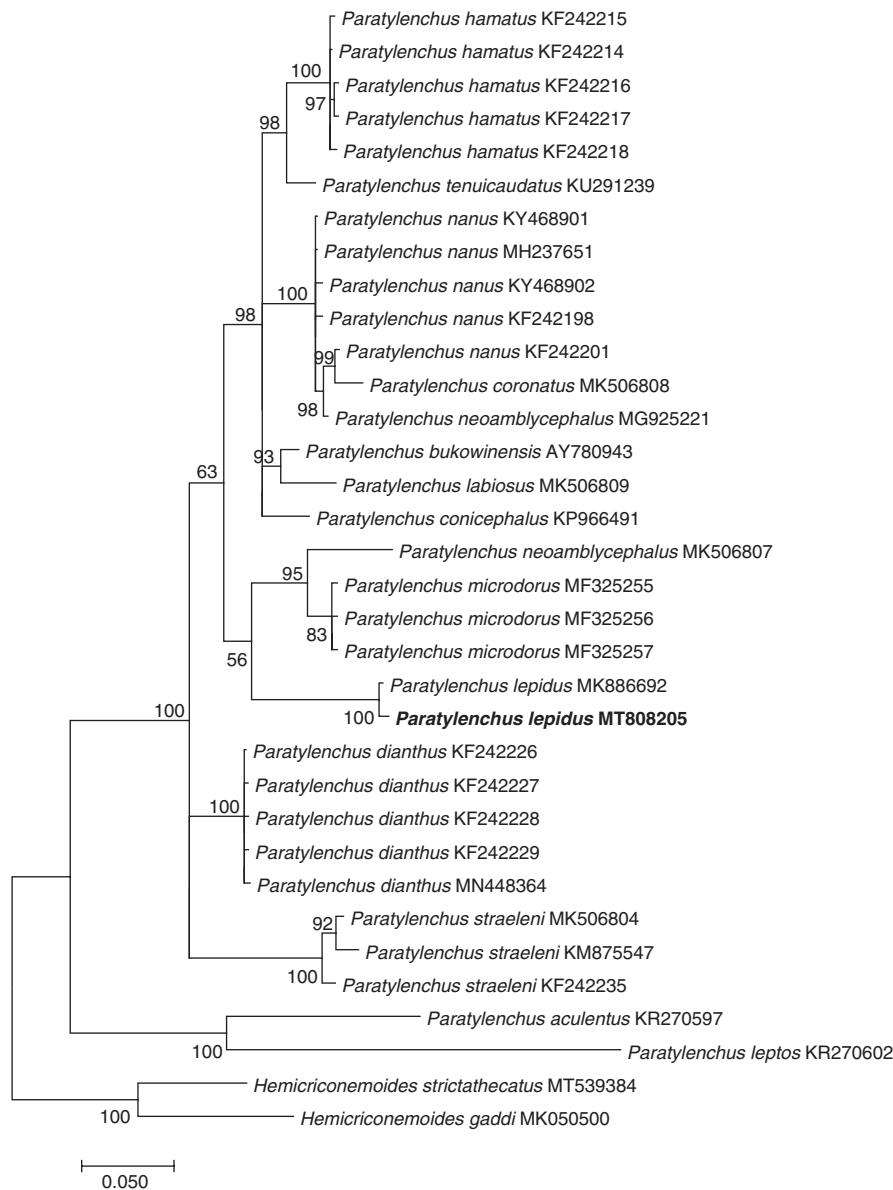 Paratylenchus hamatus KF242215
Paratylenchus hamatus KF242214
100
Paratylenchus hamatus KF242216
97
Paratylenchus hamatus KF242217
98
Paratylenchus hamatus KF242218
Paratylenchus tenuicaudatus KU291239
Paratylenchus nanus KY468901
Paratylenchus nanus MH237651
Paratylenchus nanus KY468902
100
98
Paratylenchus nanus KF242198
Paratylenchus nanus KF242201
99
Paratylenchus coronatus MK506808
98
Paratylenchus neoamblycephalus MG925221
Paratylenchus bukowinensis AY780943
93
63
Paratylenchus labiosus MK506809
Paratylenchus conicephalus KP966491
Paratylenchus neoamblycephalus MK506807
95
Paratylenchus microdorus MF325255
Paratylenchus microdorus MF325256
83
Paratylenchus microdorus MF325257
56
Paratylenchus lepidus MK886692
100
100
Paratylenchus lepidus MT808205
Paratylenchus dianthus KF242226
Paratylenchus dianthus KF242227
100
Paratylenchus dianthus KF242228
Paratylenchus dianthus KF242229
Paratylenchus dianthus MN448364
92
Paratylenchus straeleni MK506804
Paratylenchus straeleni KM875547
100
Paratylenchus straeleni KF242235
Paratylenchus aculentus KR270597
100
Paratylenchus leptos KR270602
Hemicriconemoides strictathecatus MT539384
100
Hemicriconemoides gaddi MK050500
0.050